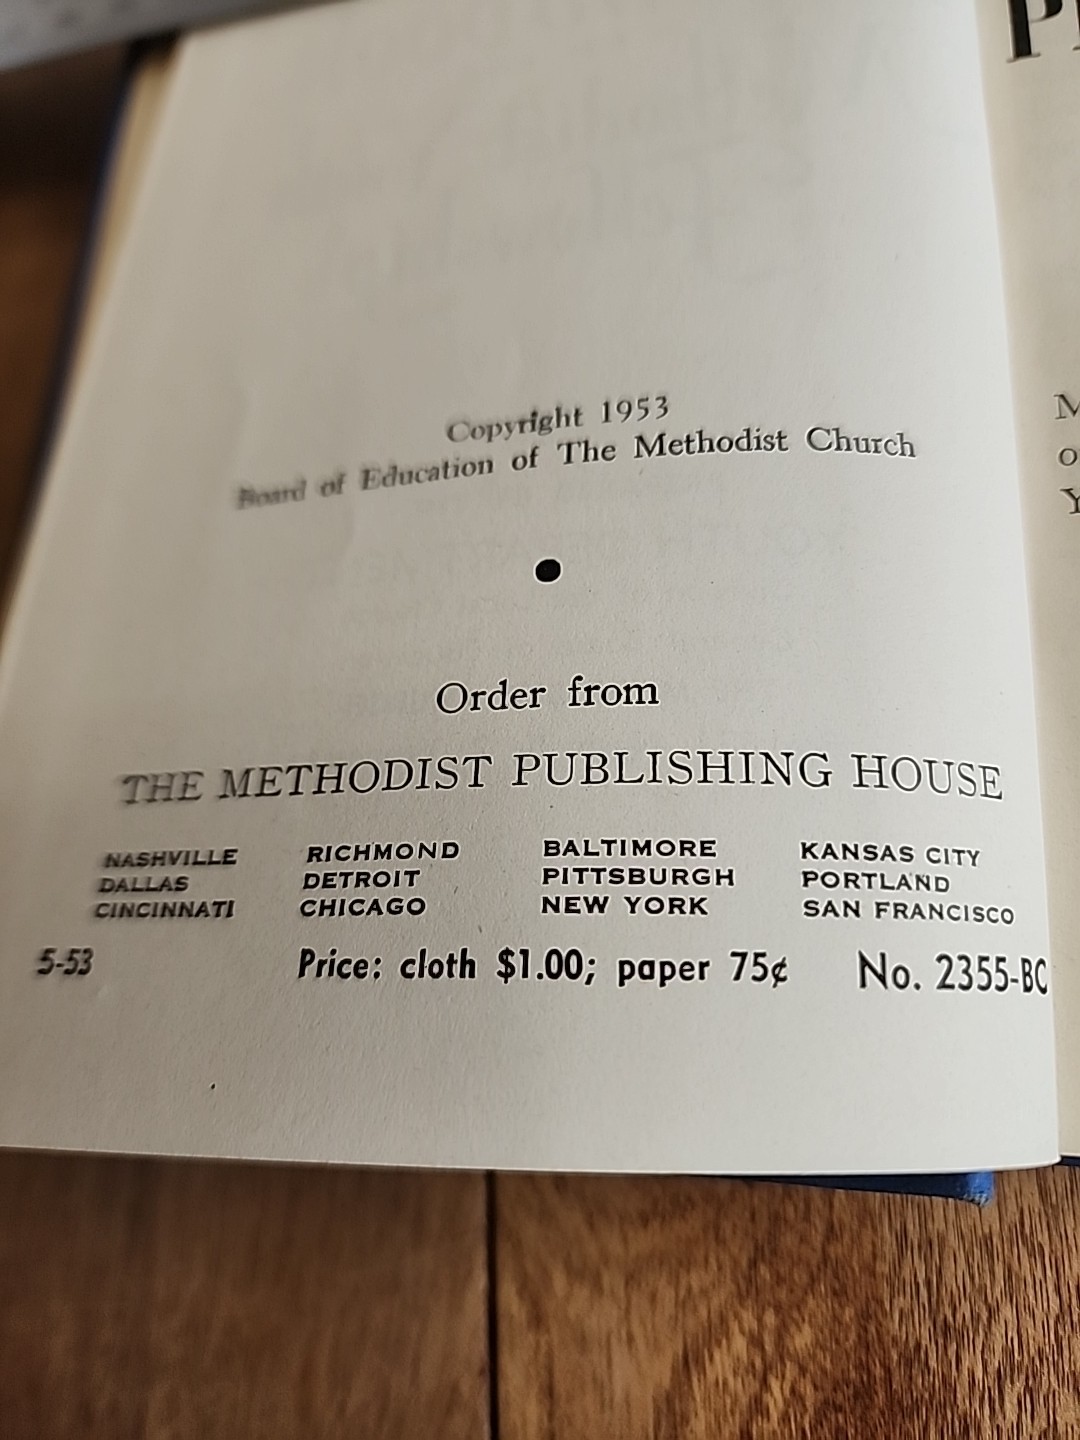 Copyright 1953
Board of Education of The Methodist Church
Order from
THE METHODIST PUBLISHING HOUSE
NASHVILLE RICHMOND BALTIMORE KANSAS CITY
DALLAS DETROIT PITTSBURGH PORTLAND
CINCINNATI CHICAGO NEW YORK SAN FRANCISCO
5-53 Price: cloth $1.00; paper 75¢ No. 2355-BC